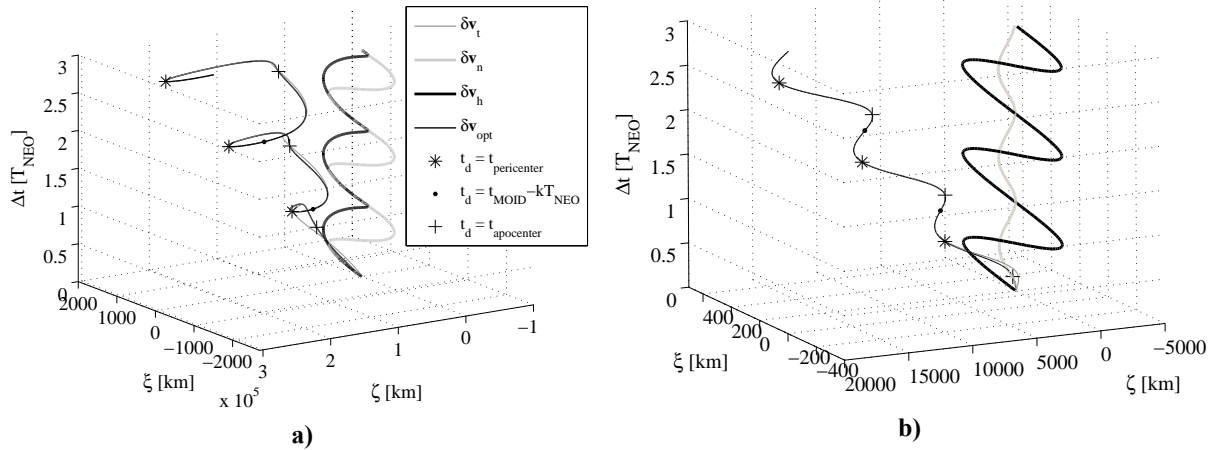 3
2.5
2
1.5
1
0.5
0
Δt [T_NEO]
2000
1000
0
−1000
−2000
ξ [km]
3
2
1
0
−1
x 10^5
ζ [km]
δv_t
δv_n
δv_h
δv_opt
t_d = t_pericenter
t_d = t_MOID−kT_NEO
t_d = t_apocenter
a)
3
2.5
2
1.5
1
0.5
0
Δt [T_NEO]
400
200
0
−200
−400
ξ [km]
20000
15000
10000
5000
0
−5000
ζ [km]
b)